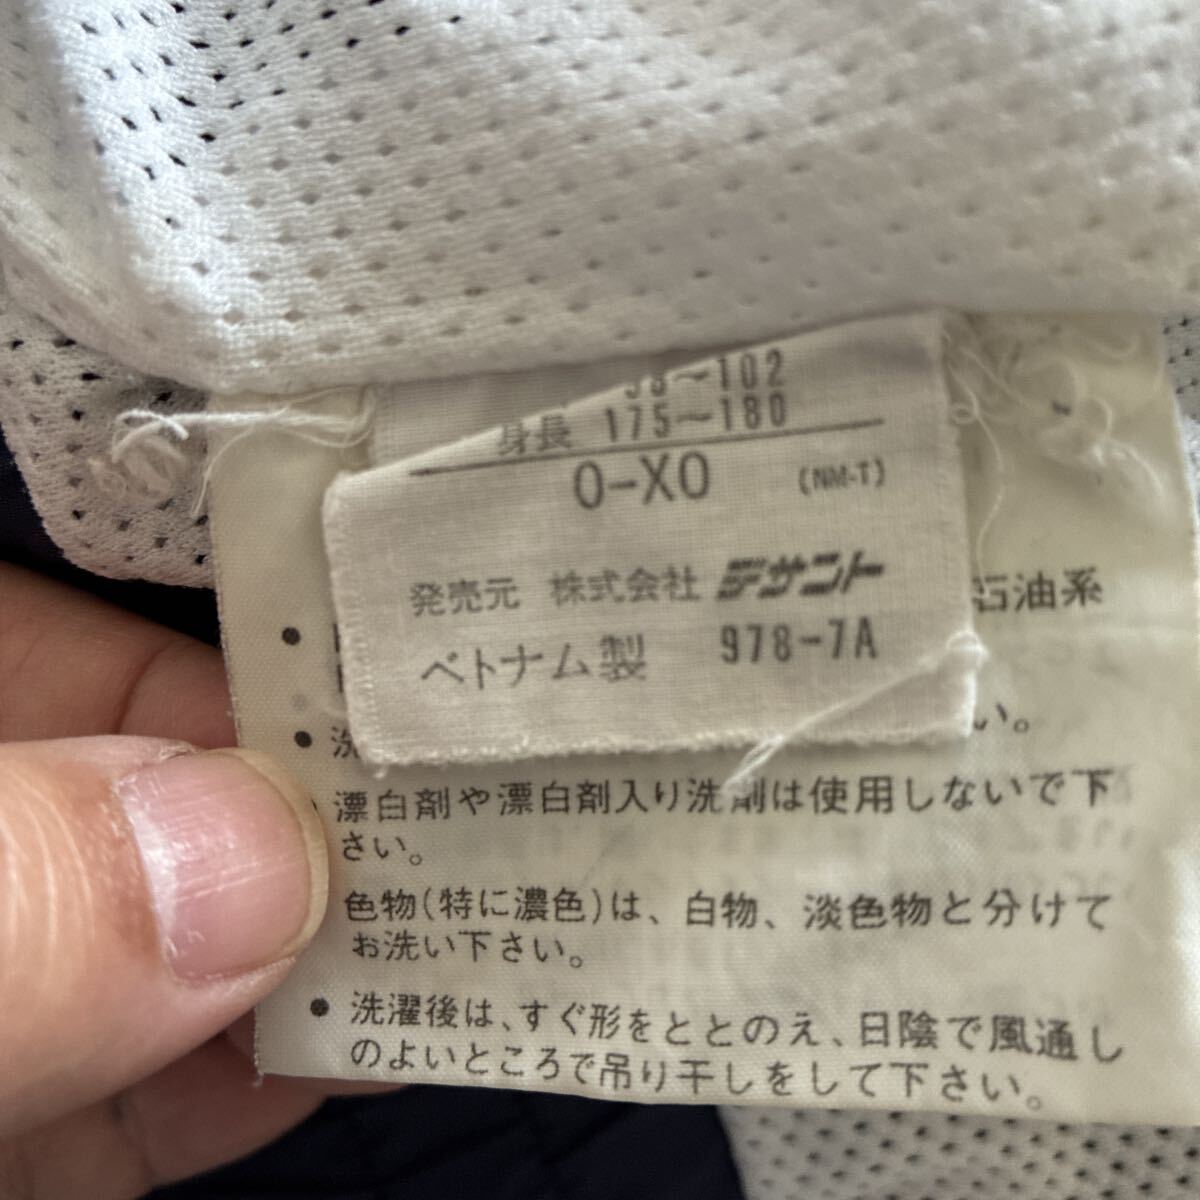 98～102
身長 175～180
O-XO (NM-T)
発売元 株式会社 デサント
ベトナム製 978-7A
石油系
い。
洗
漂白剤や漂白剤入り洗剤は使用しないで下
さい。
色物(特に濃色)は、白物、淡色物と分けて
お洗い下さい。
• 洗濯後は、すぐ形をととのえ、日陰で風通し
のよいところで吊り干しをして下さい。